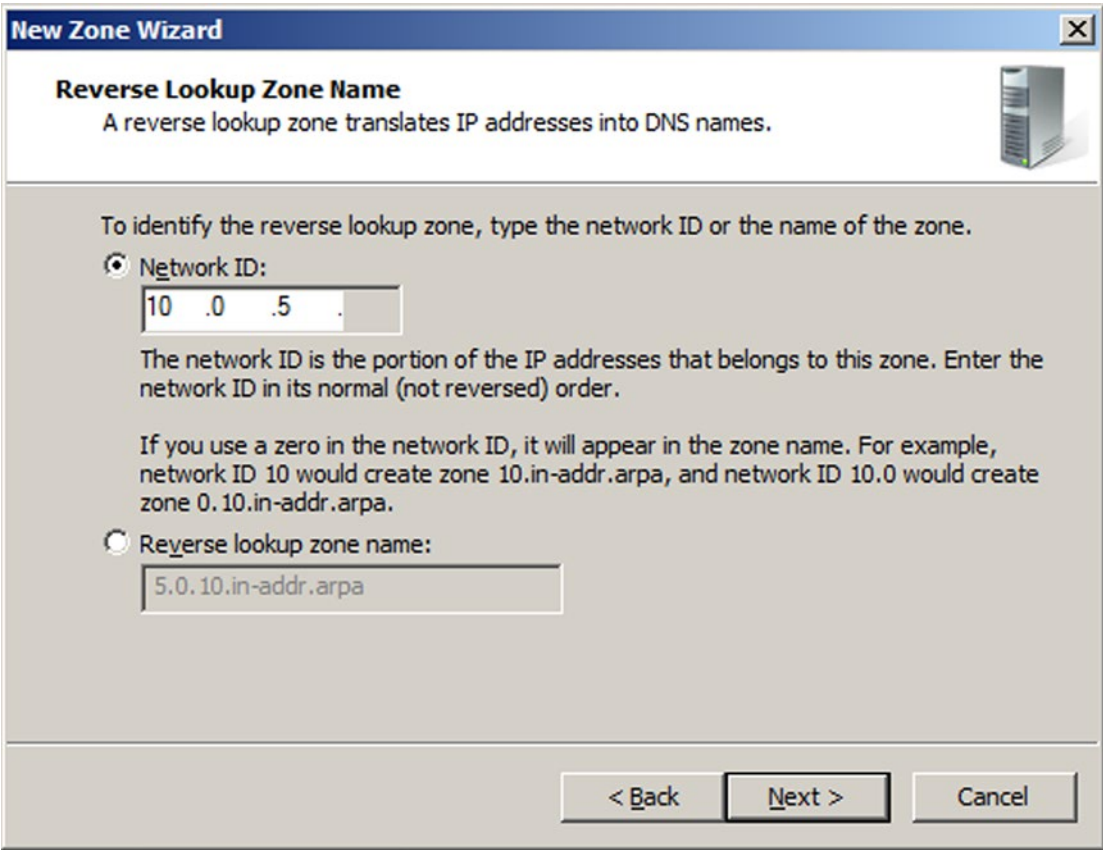 New Zone Wizard
Reverse Lookup Zone Name
A reverse lookup zone translates IP addresses into DNS names.
To identify the reverse lookup zone, type the network ID or the name of the zone.
Network ID:
10 .0 .5 .
The network ID is the portion of the IP addresses that belongs to this zone. Enter the
network ID in its normal (not reversed) order.
If you use a zero in the network ID, it will appear in the zone name. For example,
network ID 10 would create zone 10.in-addr.arpa, and network ID 10.0 would create
zone 0.10.in-addr.arpa.
Reverse lookup zone name:
5.0.10.in-addr.arpa
< Back Next > Cancel